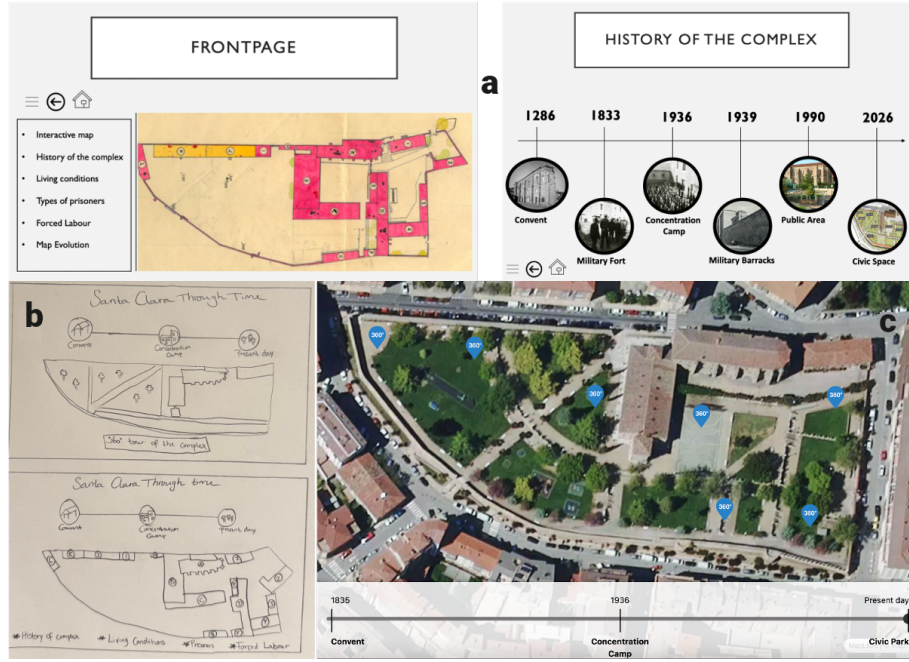 FRONTPAGE
Interactive map
History of the complex
Living conditions
Types of prisoners
Forced Labour
Map Evolution
a
HISTORY OF THE COMPLEX
1286
1833
1936
1939
1990
2026
Convent
Military Fort
Concentration
Camp
Military Barracks
Public Area
Civic Space
b
Santa Clara Through Time
Convent
Concentration
camp
Present day
360° tour of the complex
Santa Clara Through time
Convent
Concentration
Camp
Present day
* History of complex
* Living Conditions
* Prisoners
* Forced Labour
c
360°
360°
360°
360°
360°
360°
360°
1835
1936
Present day
Convent
Concentration
Camp
Civic Park